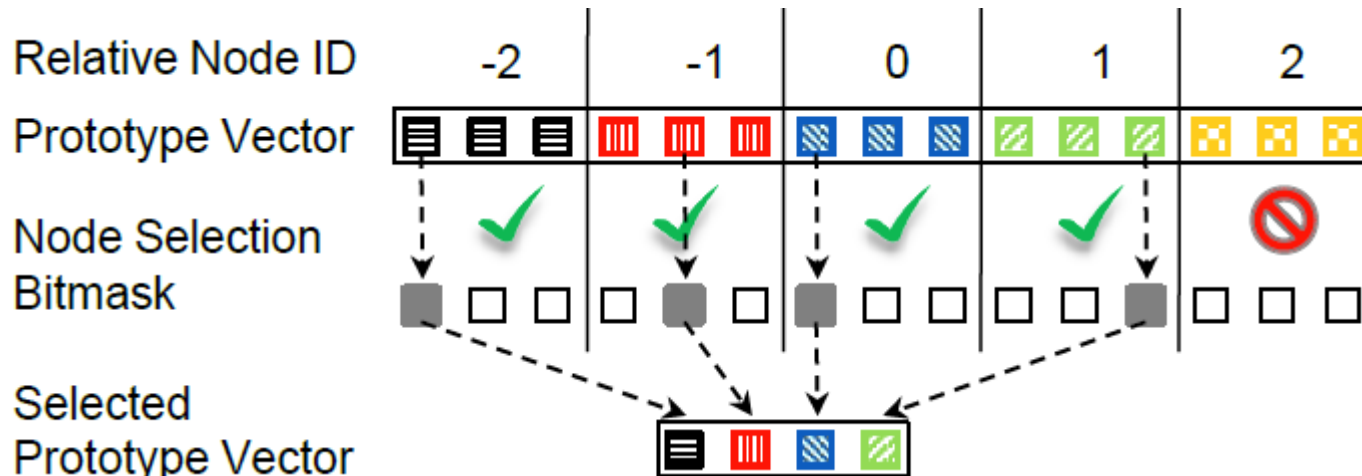 Relative Node ID -2 -1 0 1 2
Prototype Vector
Node Selection
Bitmask
Selected
Prototype Vector